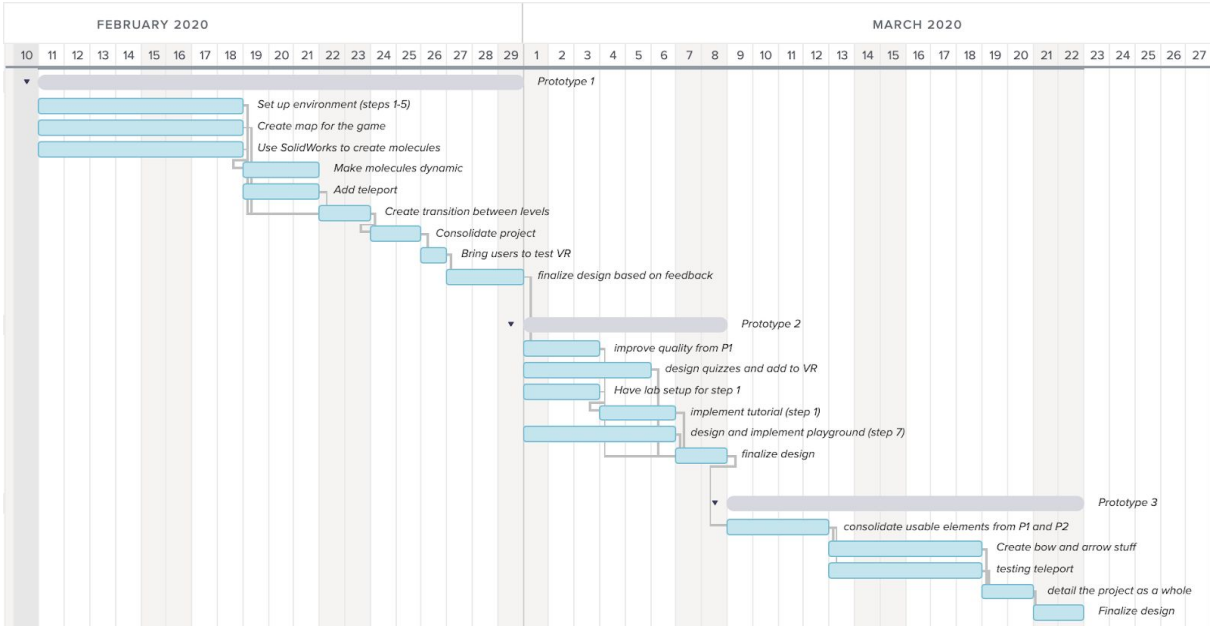 FEBRUARY 2020 MARCH 2020
10 11 12 13 14 15 16 17 18 19 20 21 22 23 24 25 26 27 28 29 1 2 3 4 5 6 7 8 9 10 11 12 13 14 15 16 17 18 19 20 21 22 23 24 25 26 27
Prototype 1
Set up environment (steps 1-5)
Create map for the game
Use SolidWorks to create molecules
Make molecules dynamic
Add teleport
Create transition between levels
Consolidate project
Bring users to test VR
finalize design based on feedback
Prototype 2
improve quality from P1
design quizzes and add to VR
Have lab setup for step 1
implement tutorial (step 1)
design and implement playground (step 7)
finalize design
Prototype 3
consolidate usable elements from P1 and P2
Create bow and arrow stuff
testing teleport
detail the project as a whole
Finalize design